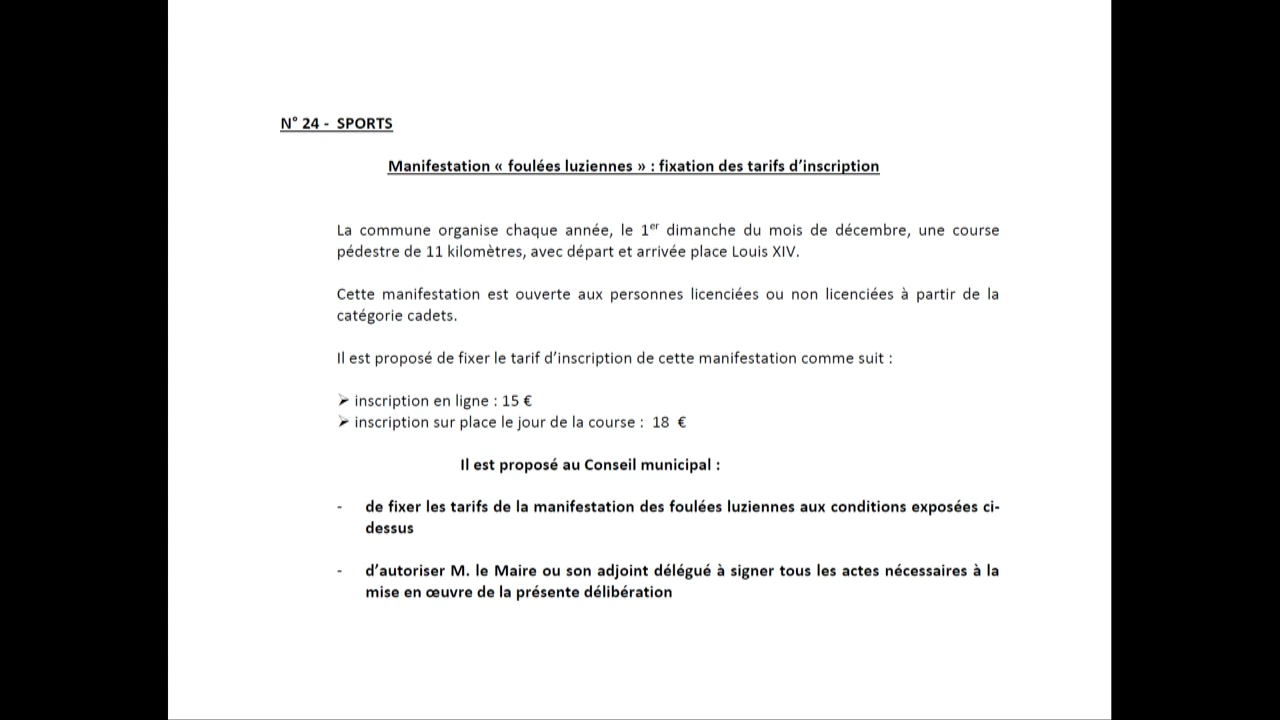 N° 24 - SPORTS
Manifestation « foulées luziennes » : fixation des tarifs d’inscription
La commune organise chaque année, le 1er dimanche du mois de décembre, une course
pédestre de 11 kilomètres, avec départ et arrivée place Louis XIV.
Cette manifestation est ouverte aux personnes licenciées ou non licenciées à partir de la
catégorie cadets.
Il est proposé de fixer le tarif d’inscription de cette manifestation comme suit :
➢ inscription en ligne : 15 €
➢ inscription sur place le jour de la course : 18 €
Il est proposé au Conseil municipal :
- de fixer les tarifs de la manifestation des foulées luziennes aux conditions exposées ci-
dessus
- d’autoriser M. le Maire ou son adjoint délégué à signer tous les actes nécessaires à la
mise en œuvre de la présente délibération